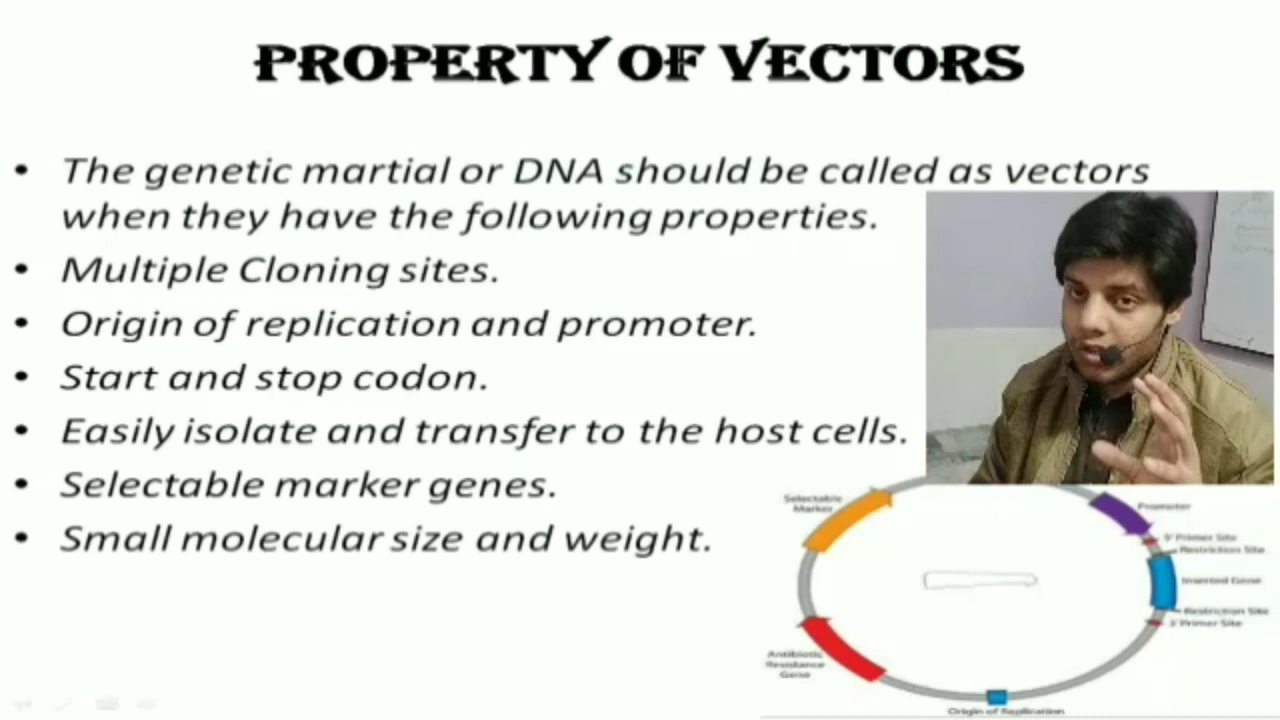 PROPERTY OF VECTORS
• The genetic martial or DNA should be called as vectors
when they have the following properties.
• Multiple Cloning sites.
• Origin of replication and promoter.
• Start and stop codon.
• Easily isolate and transfer to the host cells.
• Selectable marker genes.
• Small molecular size and weight.
Selectable
Marker
Promoter
5' Primer Site
Restriction Site
Inserted Gene
Restriction Site
3' Primer Site
Antibiotic
Resistance
Gene
Origin of Replication